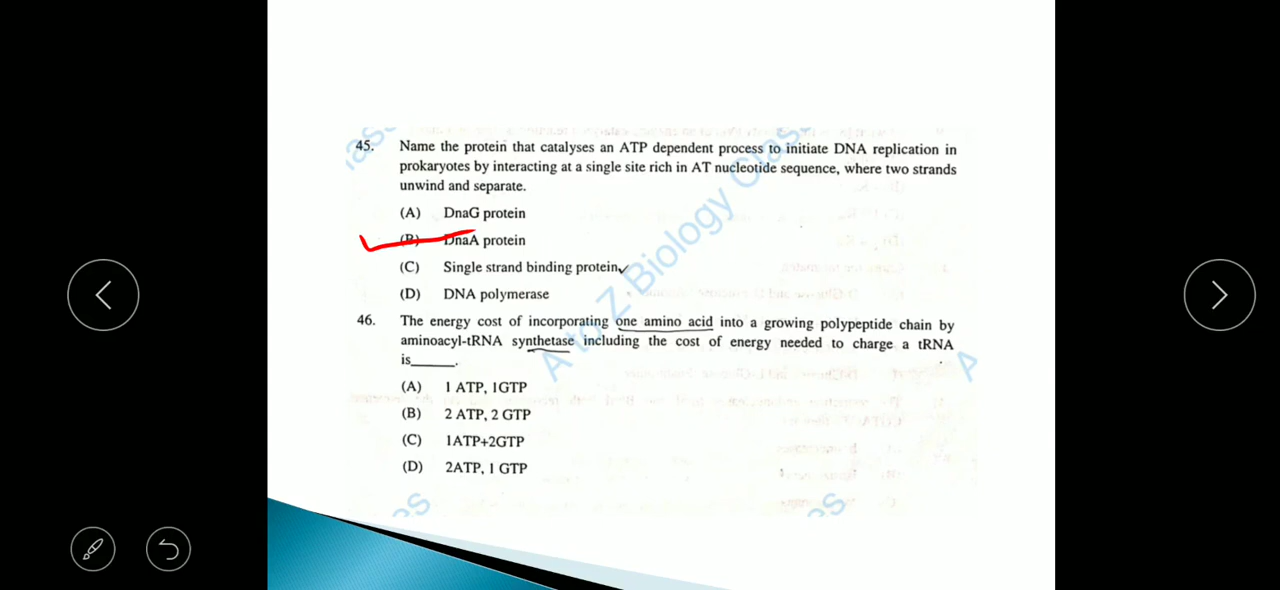 45. Name the protein that catalyses an ATP dependent process to initiate DNA replication in
prokaryotes by interacting at a single site rich in AT nucleotide sequence, where two strands
unwind and separate.
(A) DnaG protein
(B) DnaA protein
(C) Single strand binding protein
(D) DNA polymerase
46. The energy cost of incorporating one amino acid into a growing polypeptide chain by
aminoacyl-tRNA synthetase including the cost of energy needed to charge a tRNA
is______.
(A) 1 ATP, 1GTP
(B) 2 ATP, 2 GTP
(C) 1ATP+2GTP
(D) 2ATP, 1 GTP
A to Z Biology Classes
A
es
es